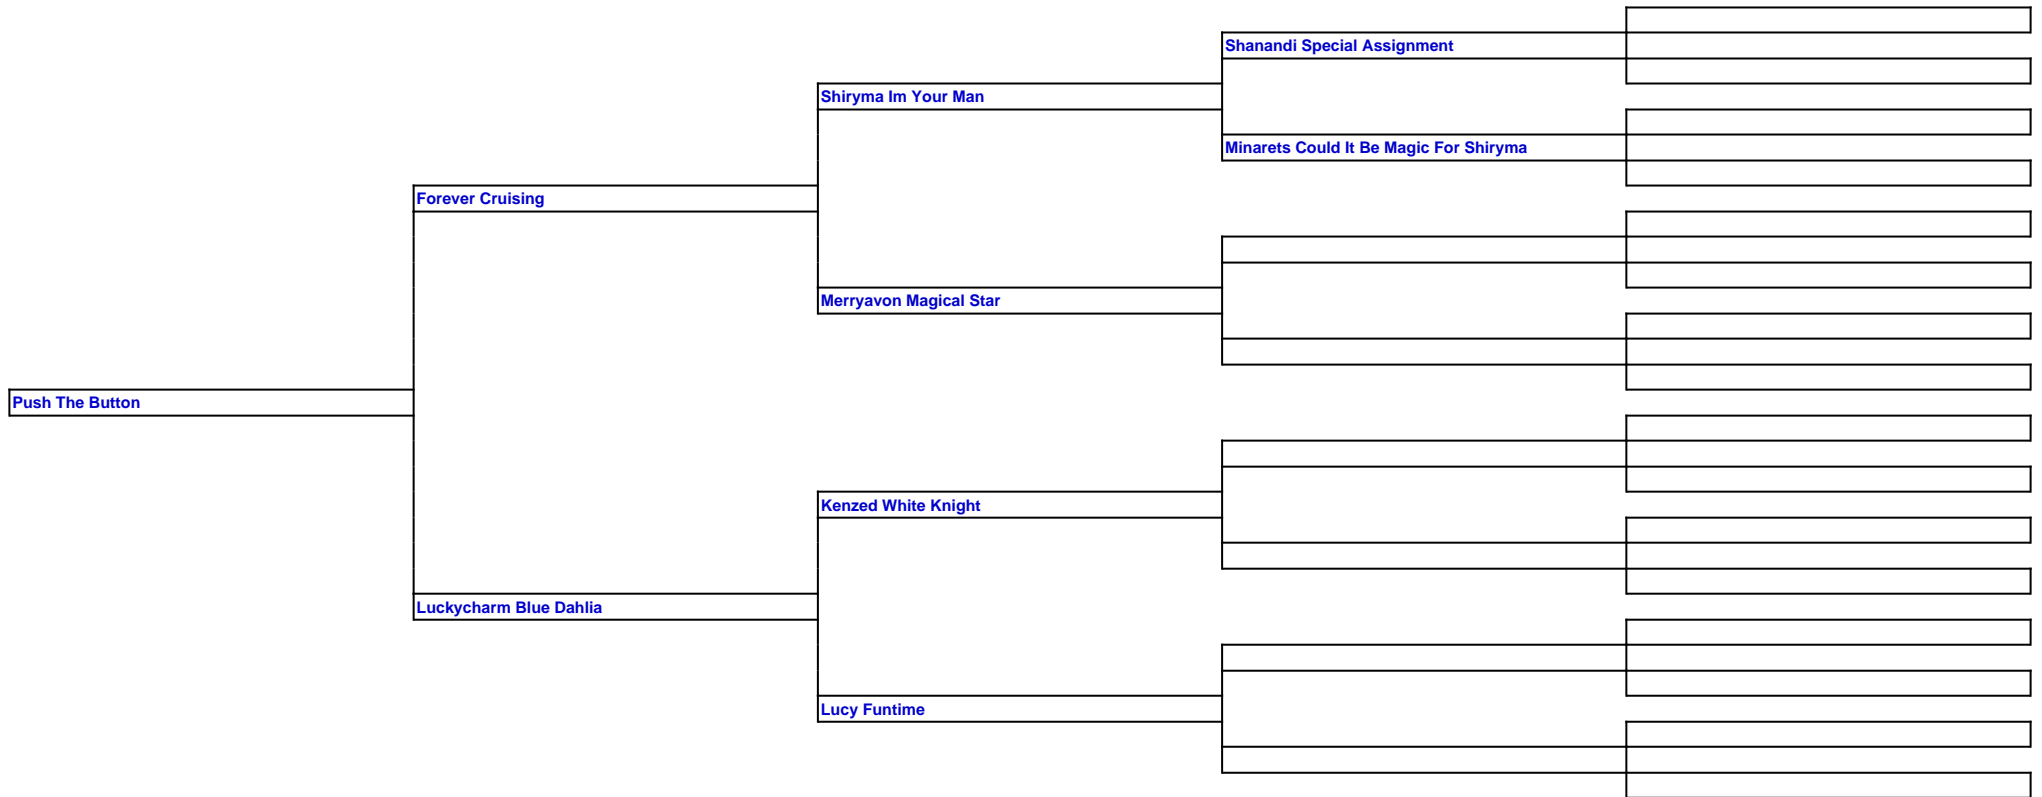 Shanandi Special Assignment
Shiryma Im Your Man
Minarets Could It Be Magic For Shiryma
Forever Cruising
Merryavon Magical Star
Push The Button
Kenzed White Knight
Luckycharm Blue Dahlia
Lucy Funtime